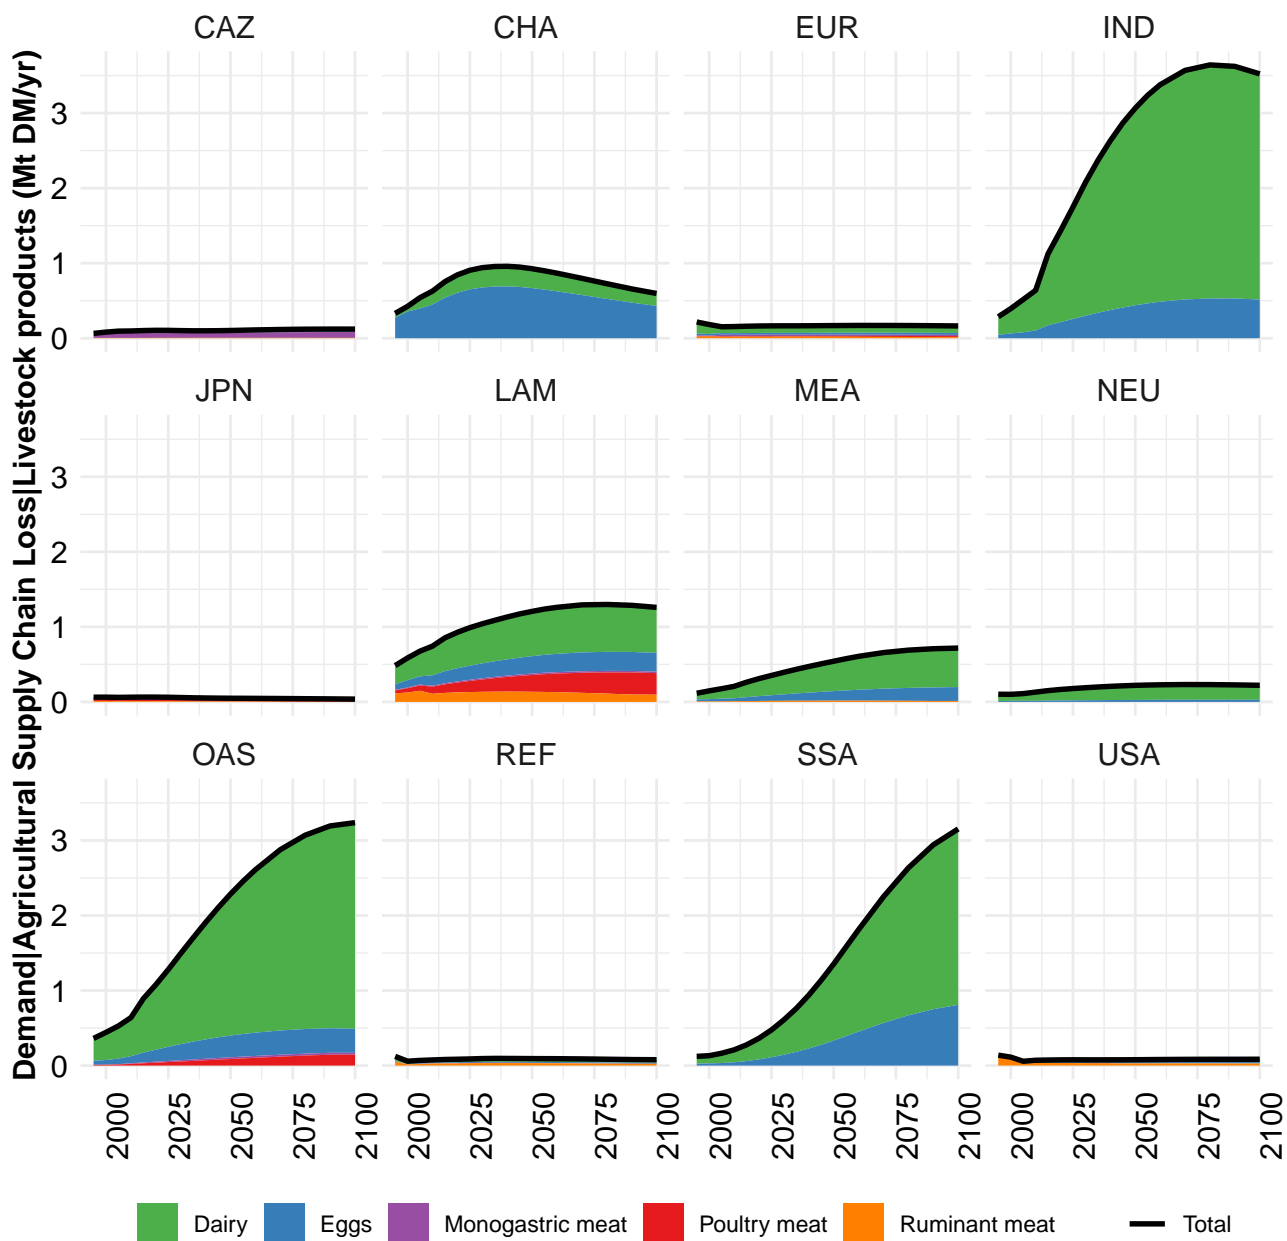 Demand|Agricultural Supply Chain Loss|Livestock products (Mt DM/yr)
CAZ CHA EUR IND
3
2
1
0
JPN LAM MEA NEU
3
2
1
0
OAS REF SSA USA
3
2
1
0
2000 2025 2050 2075 2100 2000 2025 2050 2075 2100 2000 2025 2050 2075 2100 2000 2025 2050 2075 2100
Dairy Eggs Monogastric meat Poultry meat Ruminant meat Total